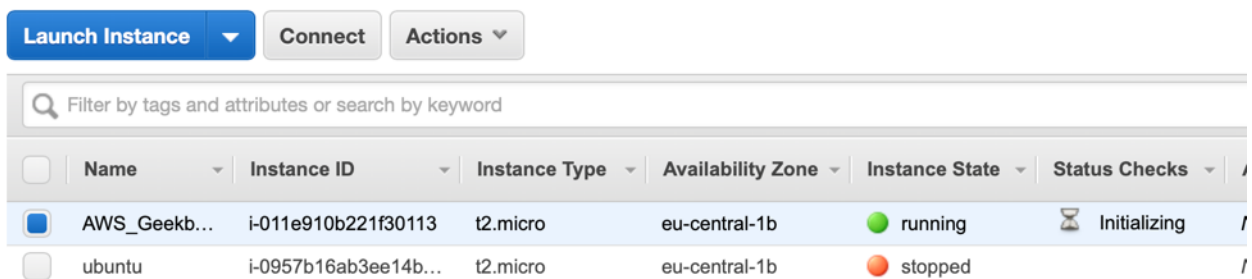 Launch Instance Connect Actions
Filter by tags and attributes or search by keyword
Name Instance ID Instance Type Availability Zone Instance State Status Checks
AWS_Geekb... i-011e910b221f30113 t2.micro eu-central-1b running Initializing
ubuntu i-0957b16ab3ee14b... t2.micro eu-central-1b stopped